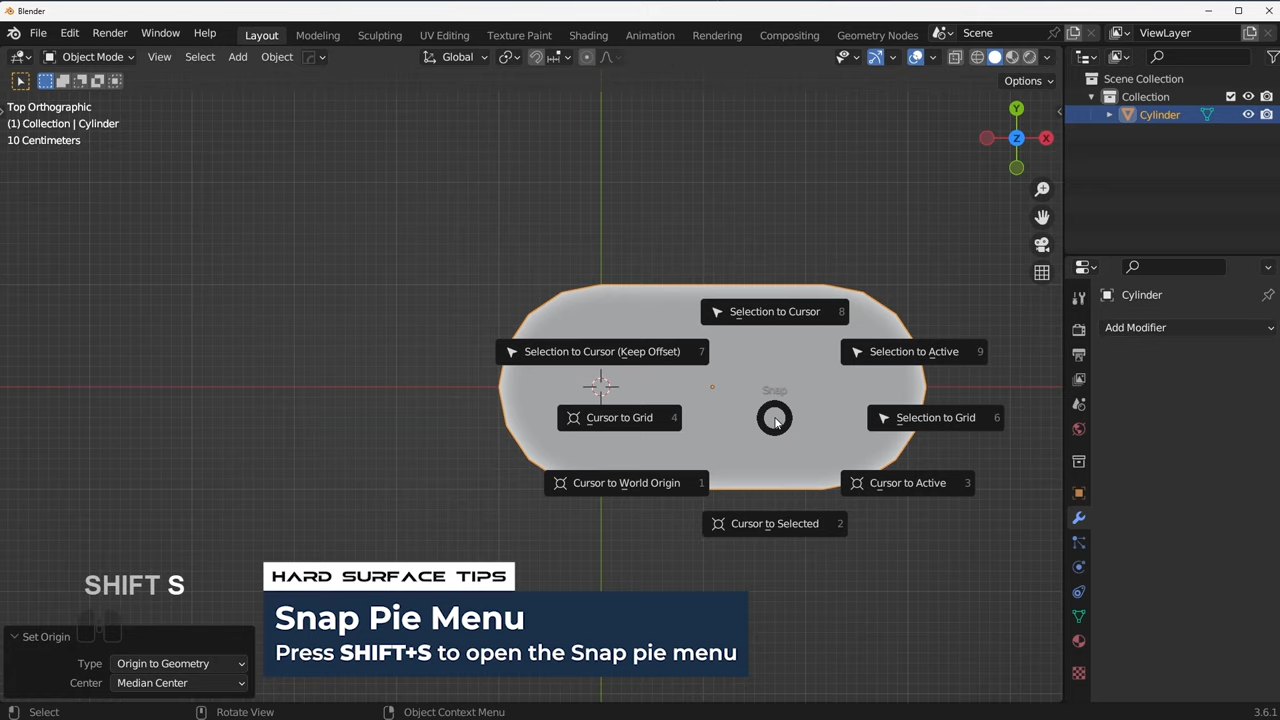 Blender
File Edit Render Window Help Layout Modeling Sculpting UV Editing Texture Paint Shading Animation Rendering Compositing Geometry Nodes Scene ViewLayer
Object Mode View Select Add Object Global
Options
Top Orthographic
(1) Collection | Cylinder
10 Centimeters
Y
Z
X
Scene Collection
Collection
Cylinder
Cylinder
Add Modifier
Selection to Cursor 8
Selection to Cursor (Keep Offset) 7
Selection to Active 9
Snap
Cursor to Grid 4
Selection to Grid 6
Cursor to World Origin 1
Cursor to Active 3
Cursor to Selected 2
SHIFT S
HARD SURFACE TIPS
Snap Pie Menu
Press SHIFT+S to open the Snap pie menu
Set Origin
Type Origin to Geometry
Center Median Center
Select Rotate View Object Context Menu 3.6.1